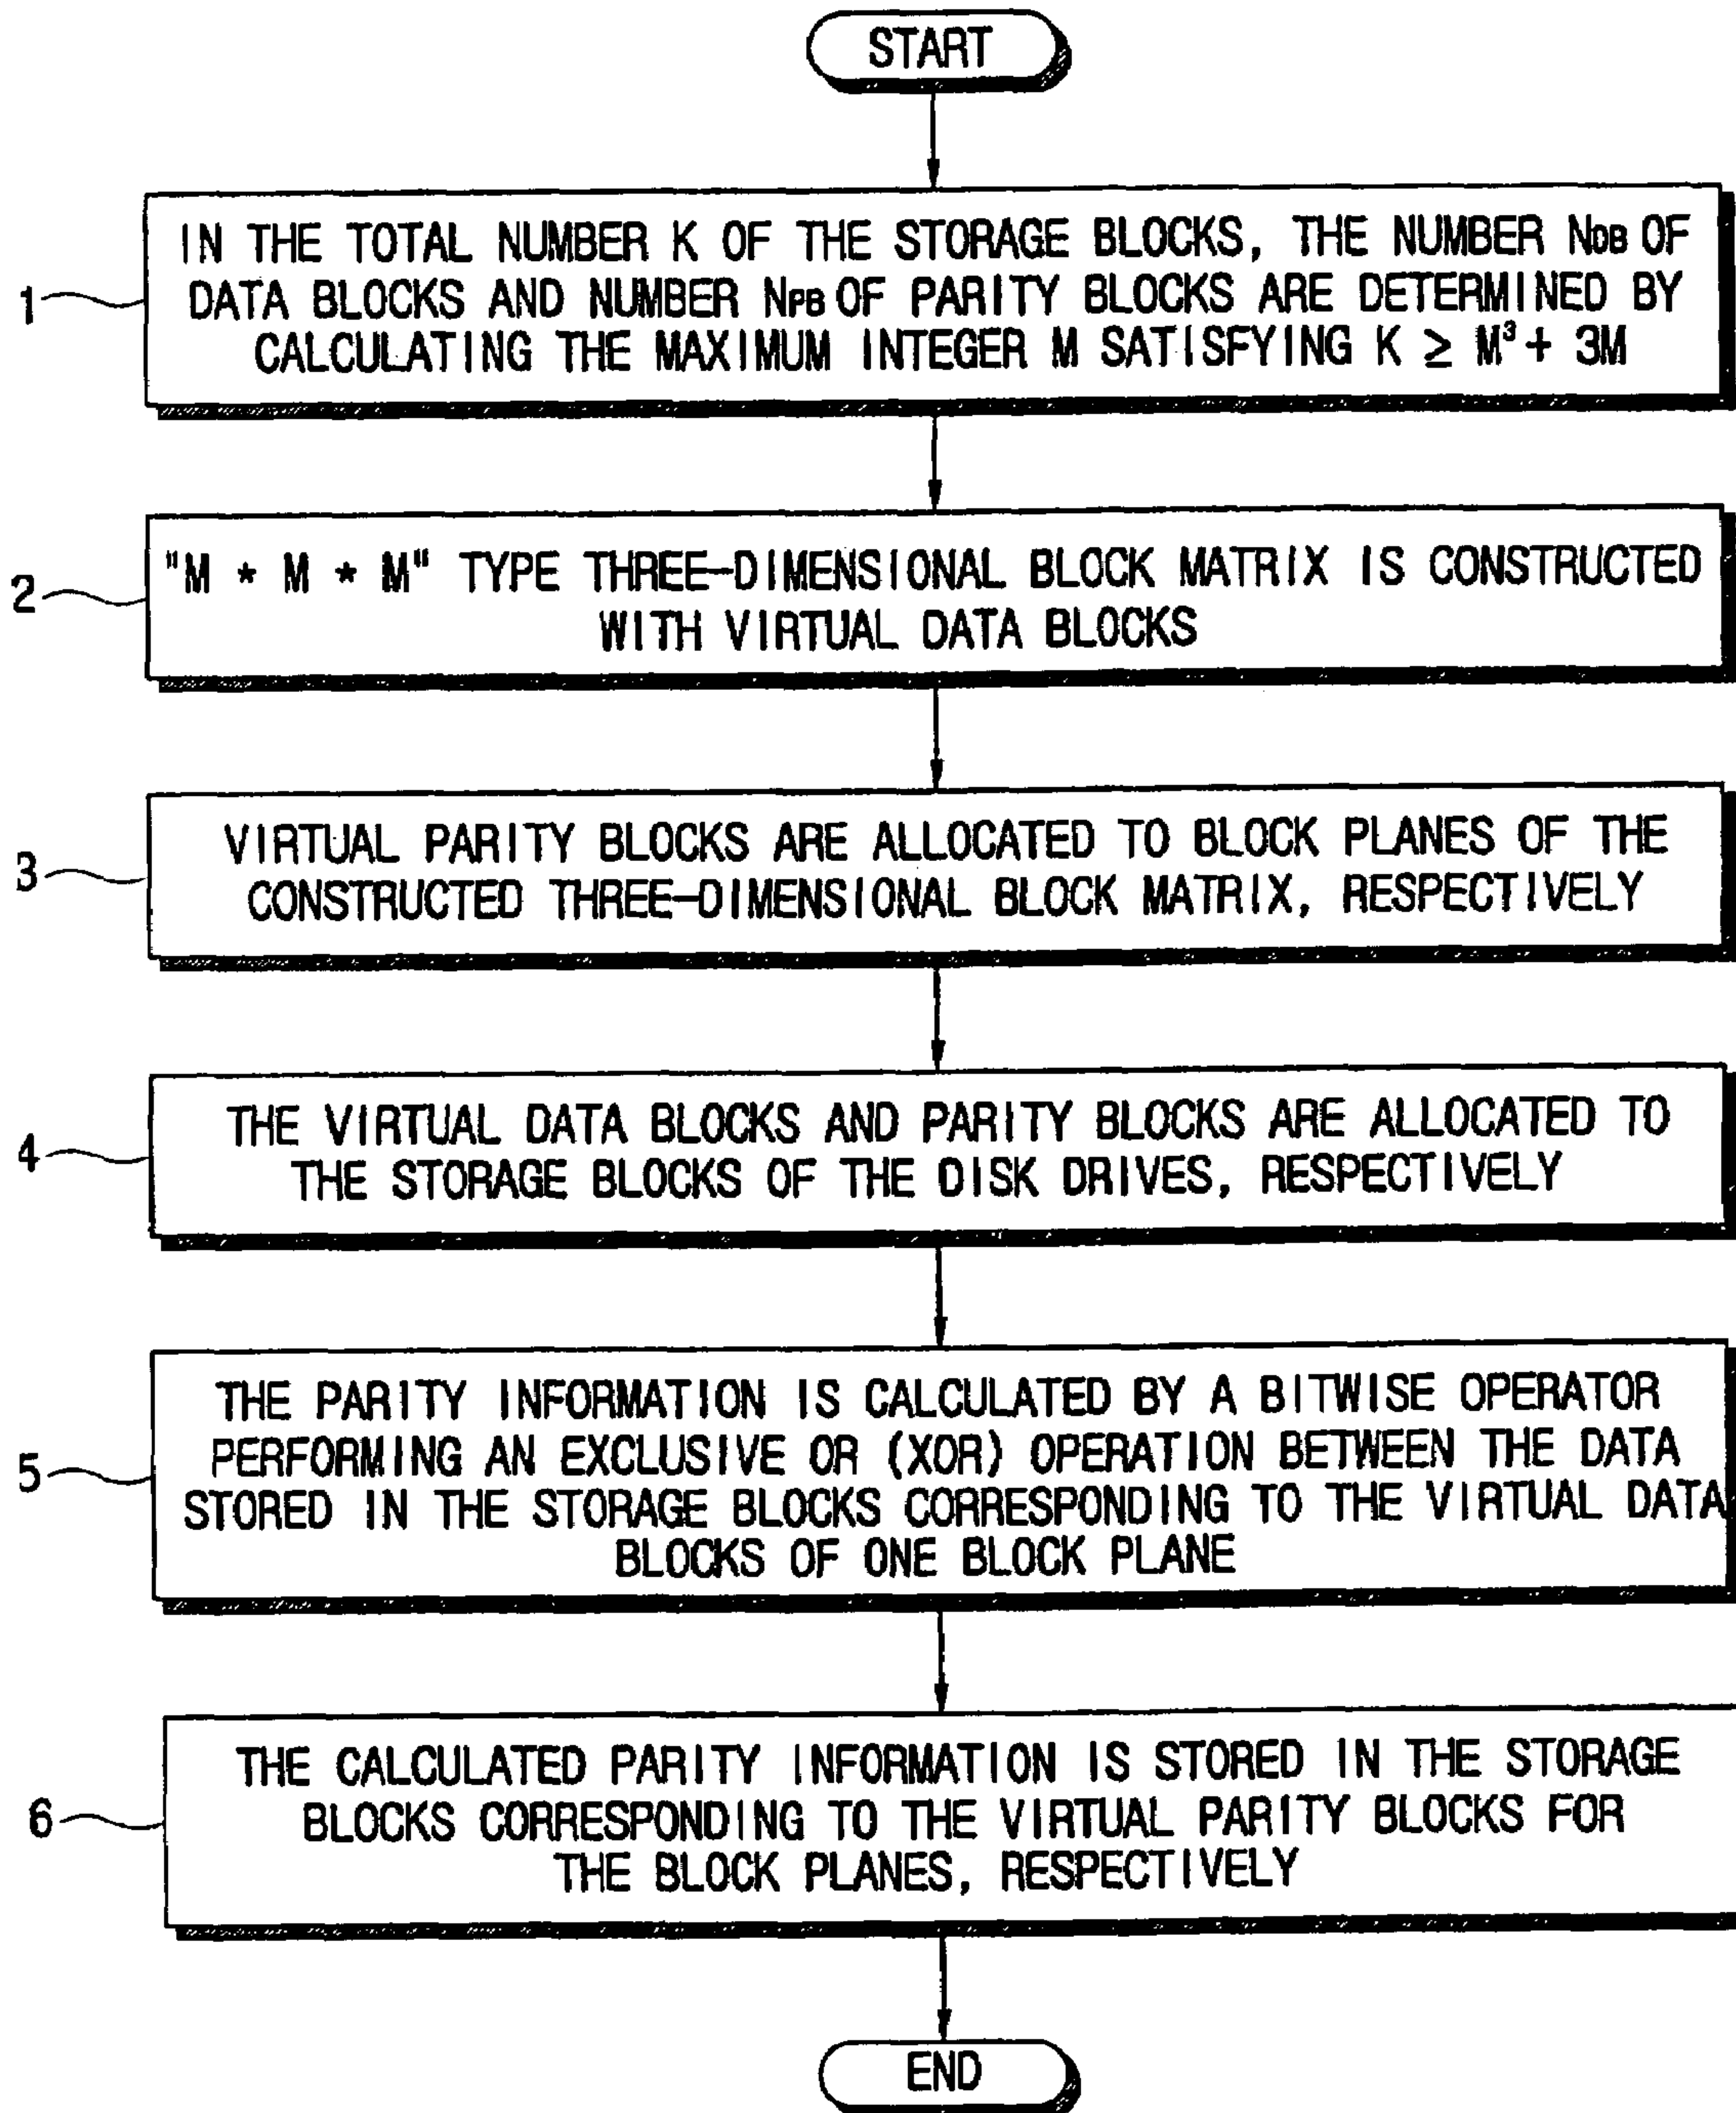 START
IN THE TOTAL NUMBER K OF THE STORAGE BLOCKS, THE NUMBER NDB OF
DATA BLOCKS AND NUMBER NPB OF PARITY BLOCKS ARE DETERMINED BY
CALCULATING THE MAXIMUM INTEGER M SATISFYING K ≥ M³ + 3M
1
"M * M * M" TYPE THREE-DIMENSIONAL BLOCK MATRIX IS CONSTRUCTED
WITH VIRTUAL DATA BLOCKS
2
VIRTUAL PARITY BLOCKS ARE ALLOCATED TO BLOCK PLANES OF THE
CONSTRUCTED THREE-DIMENSIONAL BLOCK MATRIX, RESPECTIVELY
3
THE VIRTUAL DATA BLOCKS AND PARITY BLOCKS ARE ALLOCATED TO
THE STORAGE BLOCKS OF THE DISK DRIVES, RESPECTIVELY
4
THE PARITY INFORMATION IS CALCULATED BY A BITWISE OPERATOR
PERFORMING AN EXCLUSIVE OR (XOR) OPERATION BETWEEN THE DATA
STORED IN THE STORAGE BLOCKS CORRESPONDING TO THE VIRTUAL DATA
BLOCKS OF ONE BLOCK PLANE
5
THE CALCULATED PARITY INFORMATION IS STORED IN THE STORAGE
BLOCKS CORRESPONDING TO THE VIRTUAL PARITY BLOCKS FOR
THE BLOCK PLANES, RESPECTIVELY
6
END